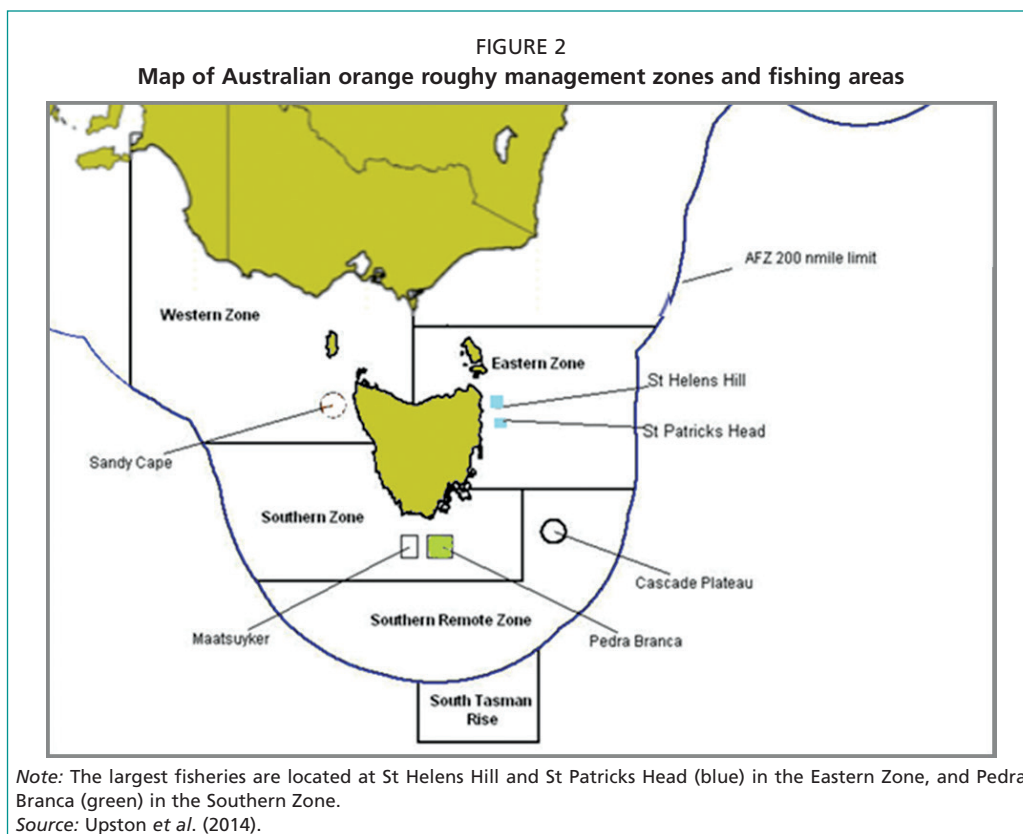 FIGURE 2
Map of Australian orange roughy management zones and fishing areas
AFZ 200 nmile limit
Western Zone
Eastern Zone
St Helens Hill
St Patricks Head
Sandy Cape
Southern Zone
Cascade Plateau
Southern Remote Zone
Maatsuyker
Pedra Branca
South Tasman
Rise
Note: The largest fisheries are located at St Helens Hill and St Patricks Head (blue) in the Eastern Zone, and Pedra
Branca (green) in the Southern Zone.
Source: Upston et al. (2014).